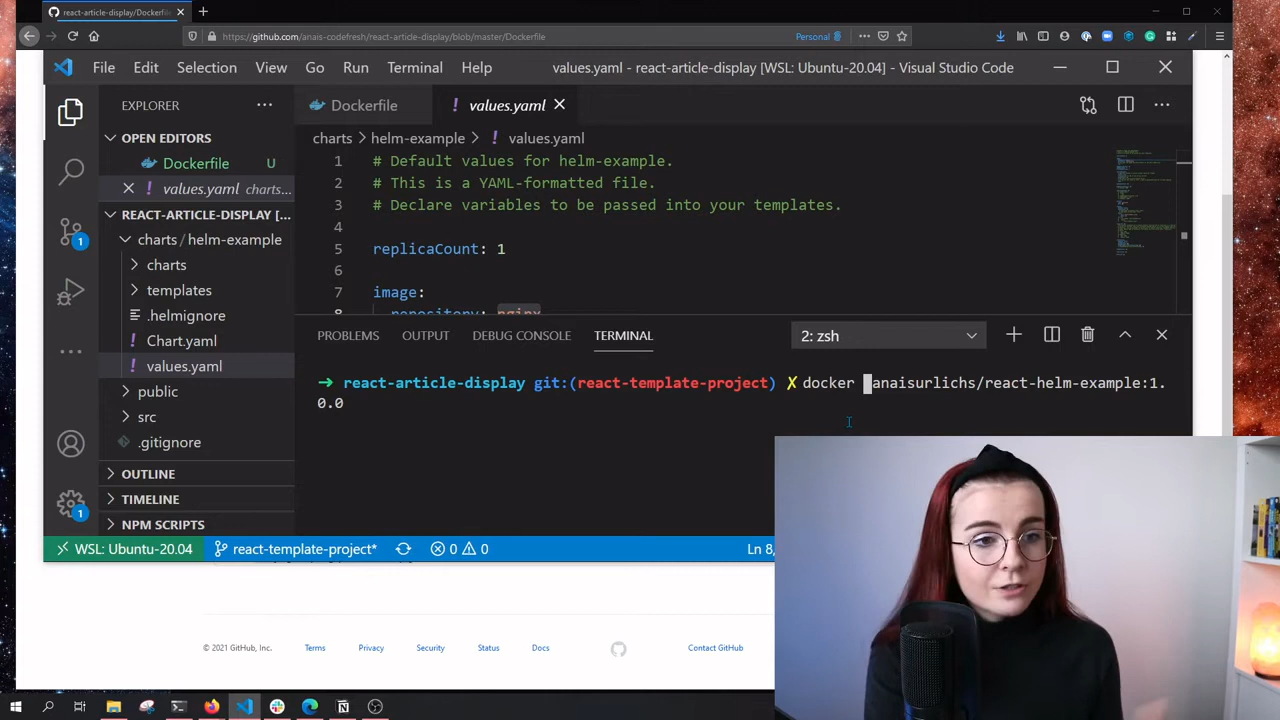 react-article-display/Dockerfil
https://github.com/anais-codefresh/react-article-display/blob/master/Dockerfile
Personal
File Edit Selection View Go Run Terminal Help
values.yaml - react-article-display [WSL: Ubuntu-20.04] - Visual Studio Code
EXPLORER
Dockerfile
! values.yaml
OPEN EDITORS
Dockerfile U
! values.yaml charts...
REACT-ARTICLE-DISPLAY [...
charts / helm-example
charts
templates
.helmignore
Chart.yaml
! values.yaml
public
src
.gitignore
OUTLINE
TIMELINE
NPM SCRIPTS
1
1
charts > helm-example > ! values.yaml
1 # Default values for helm-example.
2 # This is a YAML-formatted file.
3 # Declare variables to be passed into your templates.
4
5 replicaCount: 1
6
7 image:
8 repository: nginx
PROBLEMS OUTPUT DEBUG CONSOLE TERMINAL
2: zsh
→ react-article-display git:(react-template-project) ✗ docker anaisurlichs/react-helm-example:1.
0.0
WSL: Ubuntu-20.04 react-template-project* 0 0 Ln 8,
© 2021 GitHub, Inc. Terms Privacy Security Status Docs Contact GitHub